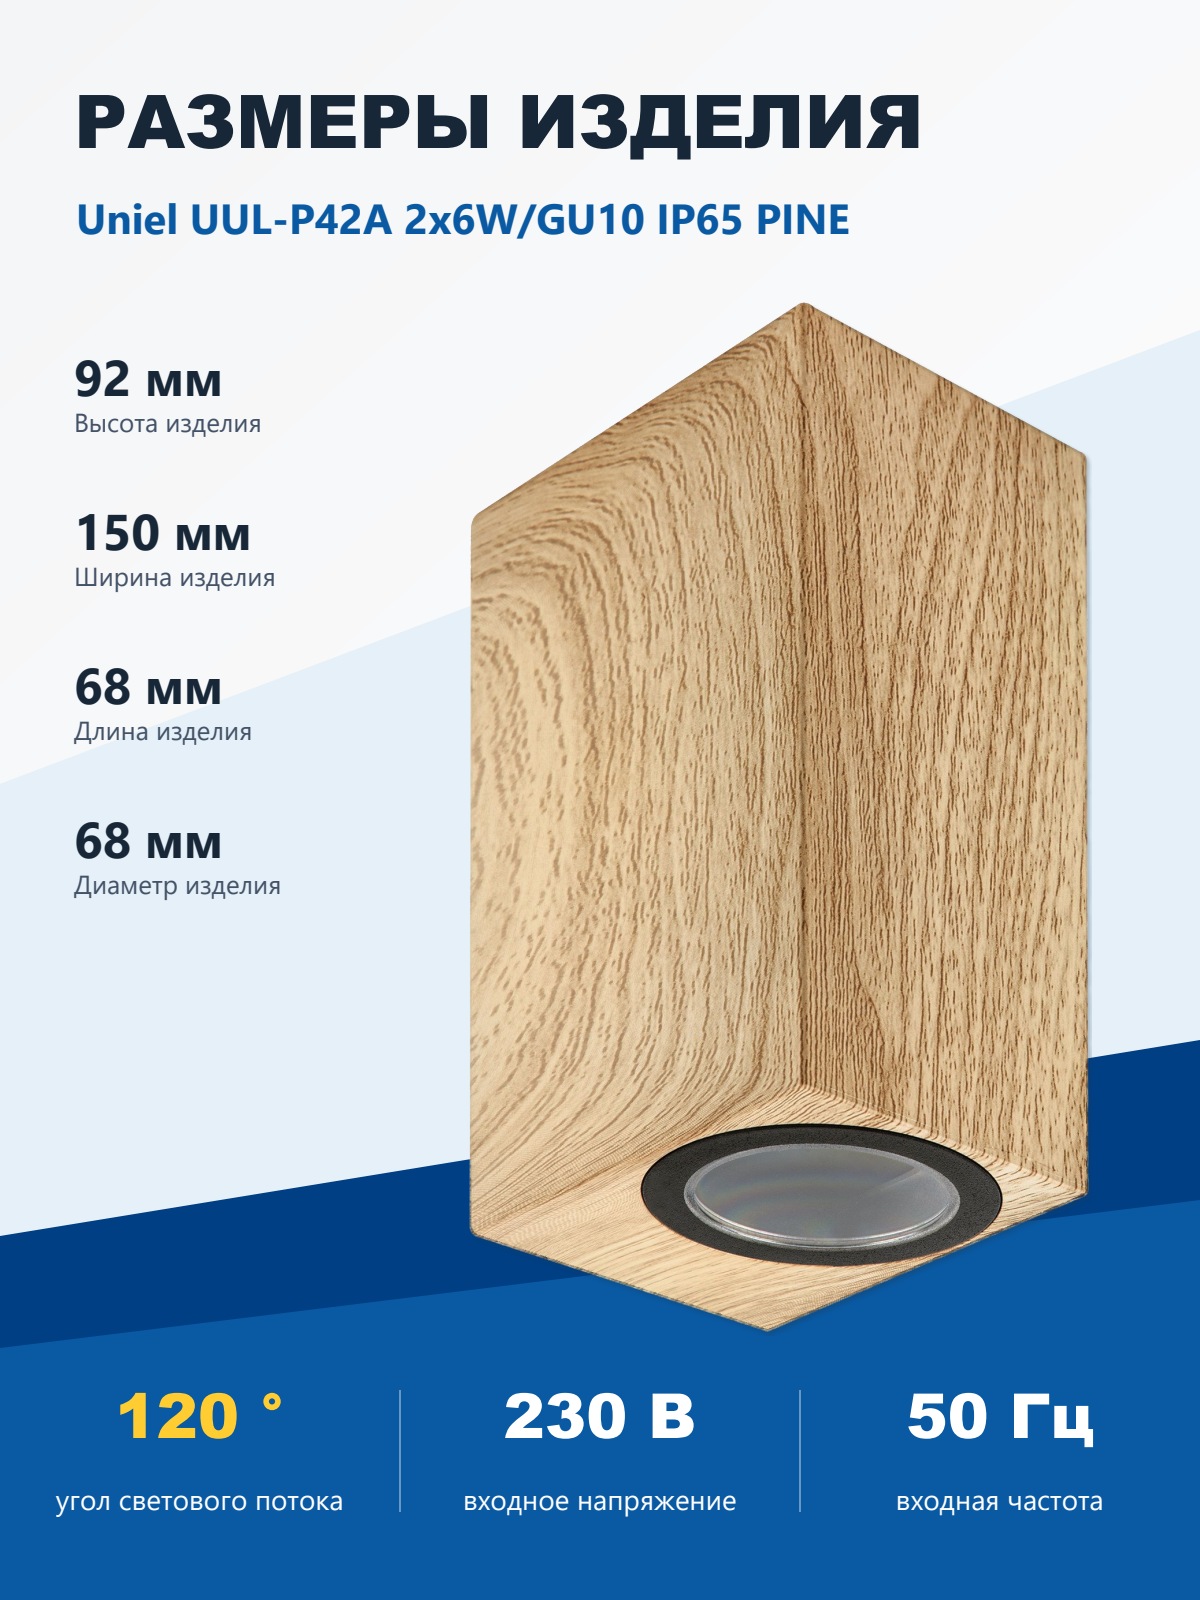 РАЗМЕРЫ ИЗДЕЛИЯ
Uniel UUL-P42A 2x6W/GU10 IP65 PINE
92 мм
Высота изделия
150 мм
Ширина изделия
68 мм
Длина изделия
68 мм
Диаметр изделия
120 °
угол светового потока
230 В
входное напряжение
50 Гц
входная частота